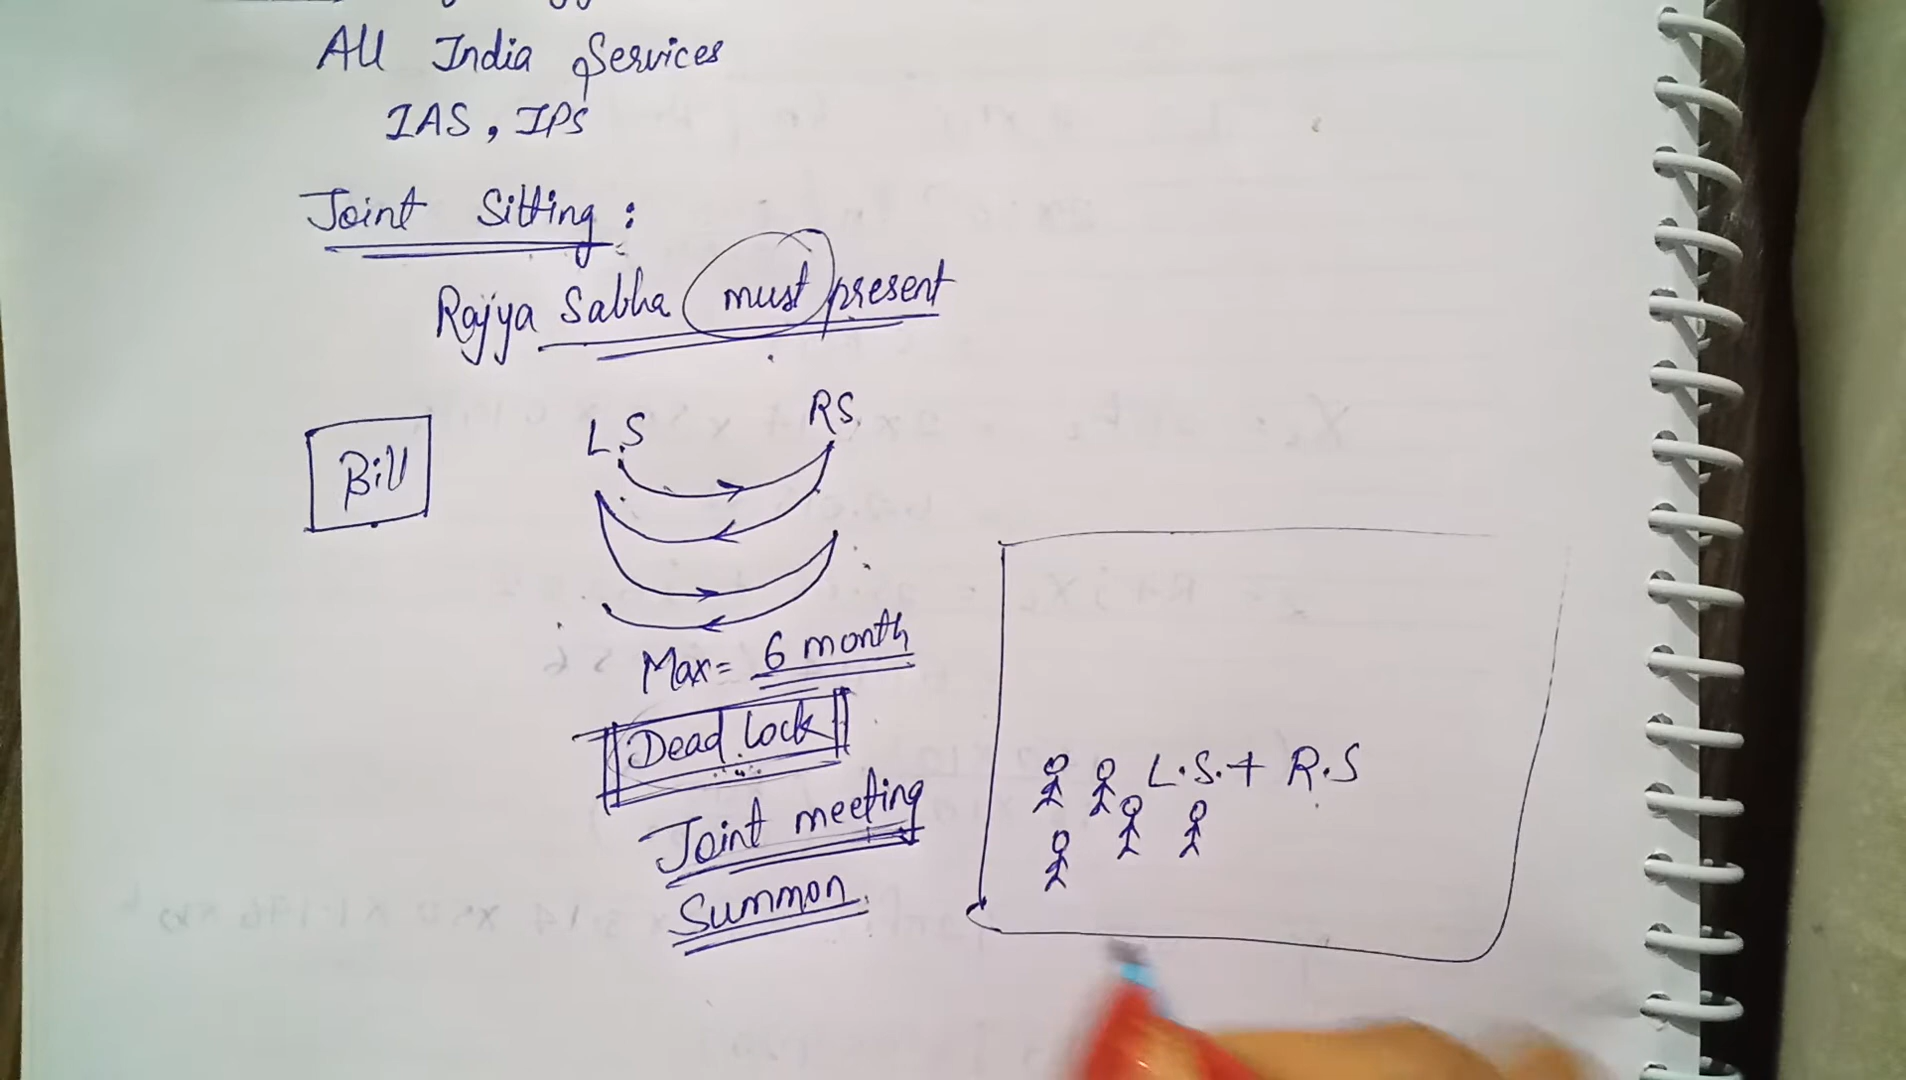 All India Services
IAS, IPS
Joint Sitting :
Rajya Sabha must present
Bill
L.S
RS.
Max = 6 month
Dead lock
Joint meeting
Summon
L.S. + R.S